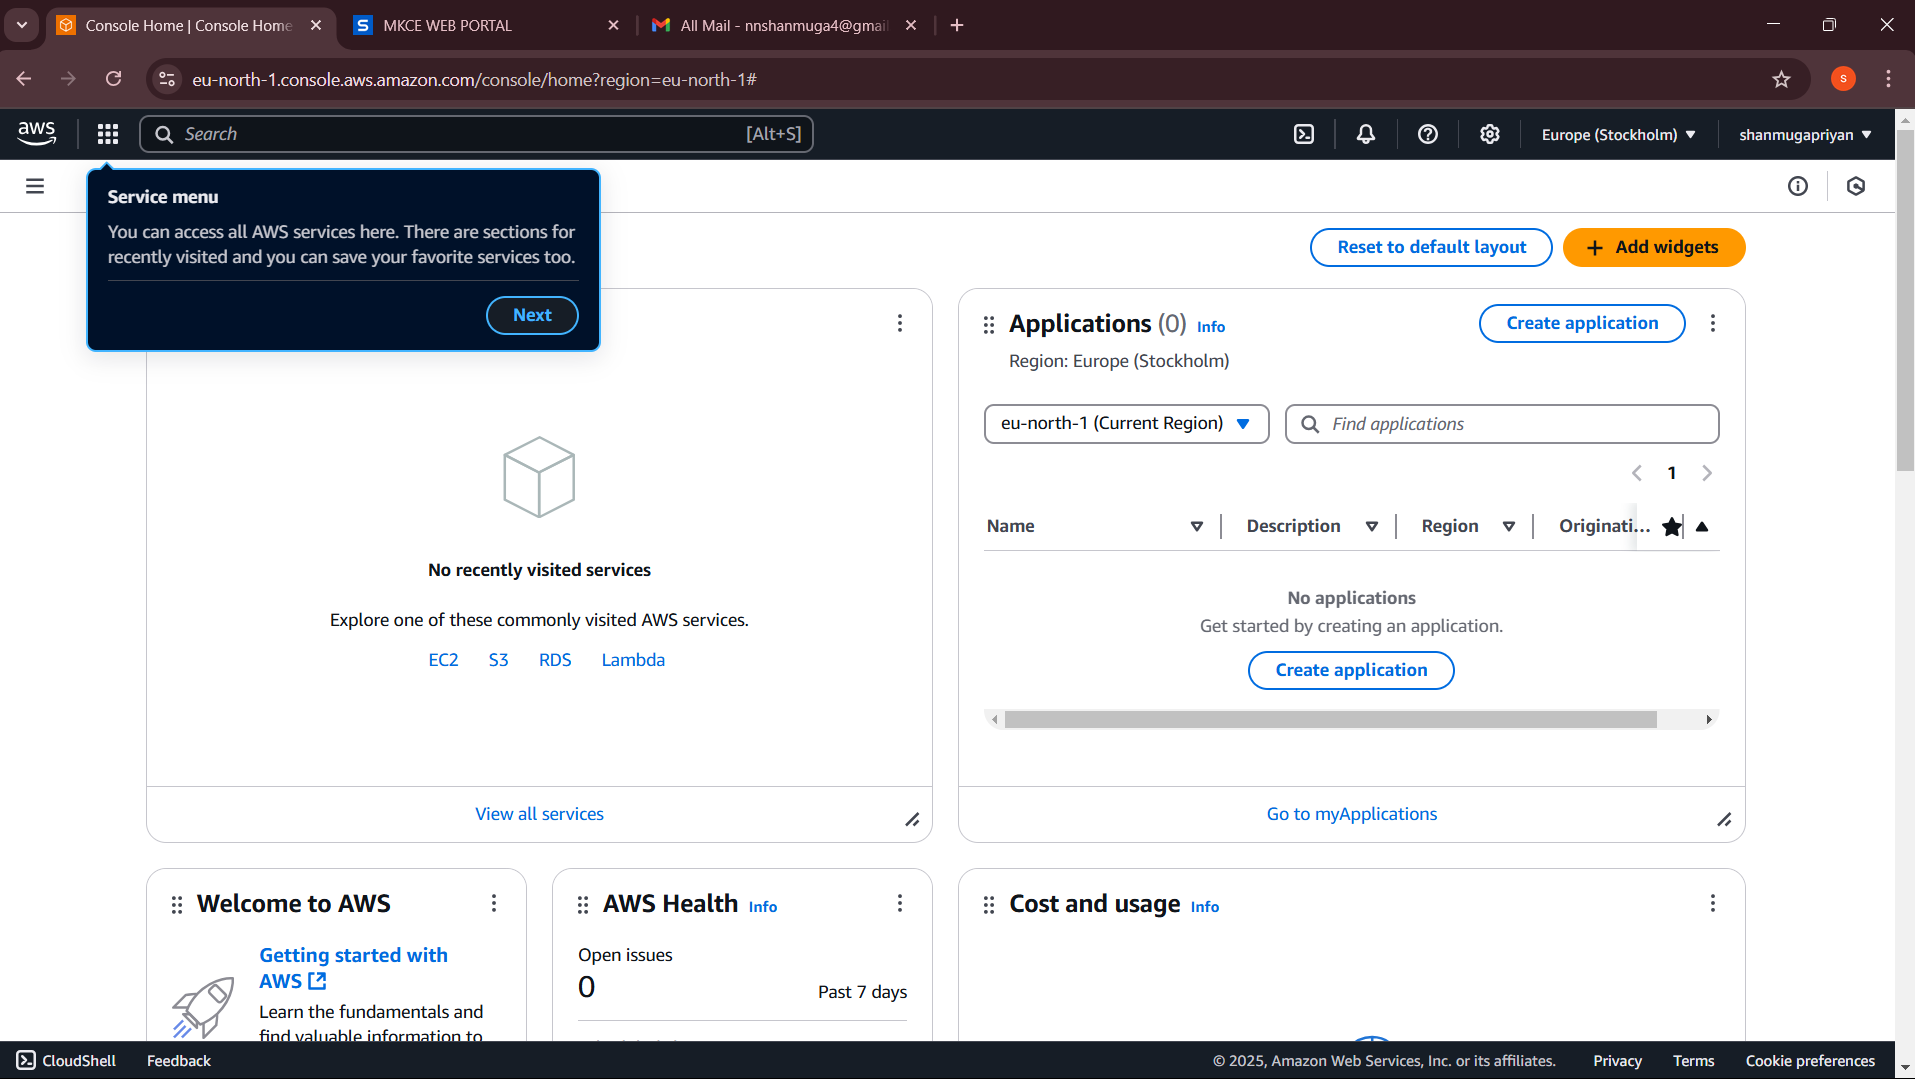 Console Home | Console Home
MKCE WEB PORTAL
All Mail - nnshanmuga4@gmai
eu-north-1.console.aws.amazon.com/console/home?region=eu-north-1#
S
aws
Search
[Alt+S]
Europe (Stockholm)
shanmugapriyan
Service menu
You can access all AWS services here. There are sections for
recently visited and you can save your favorite services too.
Next
Reset to default layout
Add widgets
No recently visited services
Explore one of these commonly visited AWS services.
EC2 S3 RDS Lambda
View all services
Applications (0) Info
Create application
Region: Europe (Stockholm)
eu-north-1 (Current Region)
Find applications
1
Name Description Region Originati...
No applications
Get started by creating an application.
Create application
Go to myApplications
Welcome to AWS
Getting started with
AWS
Learn the fundamentals and
find valuable information to
AWS Health Info
Open issues
0
Past 7 days
Cost and usage Info
CloudShell
Feedback
© 2025, Amazon Web Services, Inc. or its affiliates.
Privacy
Terms
Cookie preferences